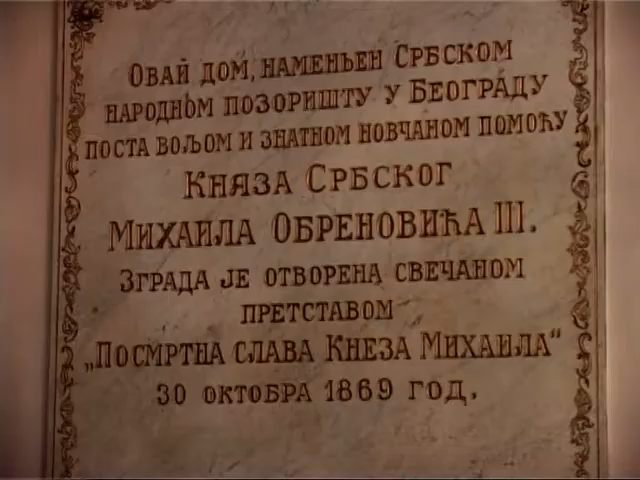 Овай дом, намењен Србском
народном позоришту у Београду
поста вољом и знатном новчаном помоћу
Княза Србског
Михаила Обреновића III.
Зграда је отворена свечаном
претставом
„Посмртна слава Кнеза Михаила“
30 октобра 1869 год.